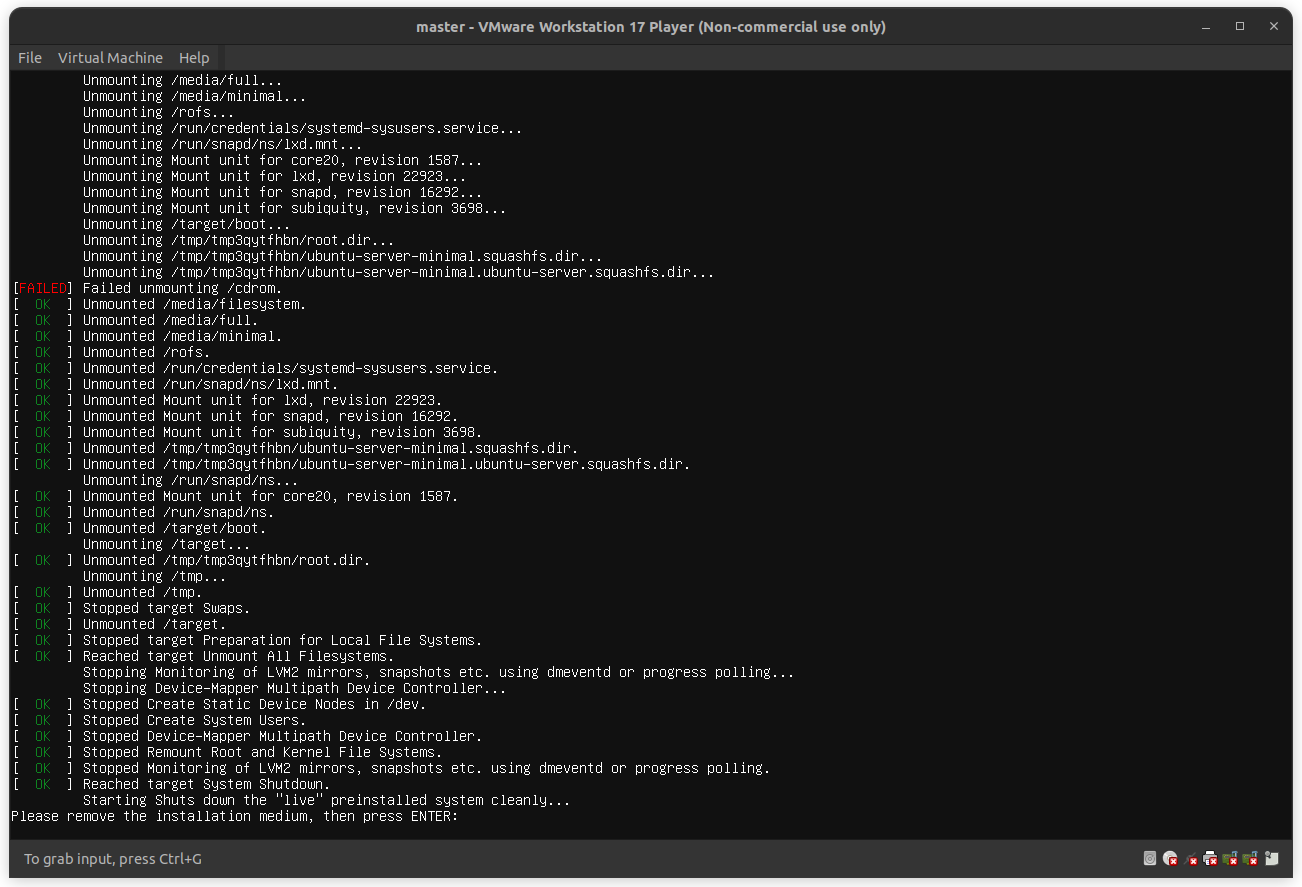 master - VMware Workstation 17 Player (Non-commercial use only)
File Virtual Machine Help
Unmounting /media/full...
Unmounting /media/minimal...
Unmounting /rofs...
Unmounting /run/credentials/systemd-sysusers.service...
Unmounting /run/snapd/ns/lxd.mnt...
Unmounting Mount unit for core20, revision 1587...
Unmounting Mount unit for lxd, revision 22923...
Unmounting Mount unit for snapd, revision 16292...
Unmounting Mount unit for subiquity, revision 3698...
Unmounting /target/boot...
Unmounting /tmp/tmp3qytfhbn/root.dir...
Unmounting /tmp/tmp3qytfhbn/ubuntu-server-minimal.squashfs.dir...
Unmounting /tmp/tmp3qytfhbn/ubuntu-server-minimal.ubuntu-server.squashfs.dir...
[FAILED] Failed unmounting /cdrom.
[  OK  ] Unmounted /media/filesystem.
[  OK  ] Unmounted /media/full.
[  OK  ] Unmounted /media/minimal.
[  OK  ] Unmounted /rofs.
[  OK  ] Unmounted /run/credentials/systemd-sysusers.service.
[  OK  ] Unmounted /run/snapd/ns/lxd.mnt.
[  OK  ] Unmounted Mount unit for lxd, revision 22923.
[  OK  ] Unmounted Mount unit for snapd, revision 16292.
[  OK  ] Unmounted Mount unit for subiquity, revision 3698.
[  OK  ] Unmounted /tmp/tmp3qytfhbn/ubuntu-server-minimal.squashfs.dir.
[  OK  ] Unmounted /tmp/tmp3qytfhbn/ubuntu-server-minimal.ubuntu-server.squashfs.dir.
Unmounting /run/snapd/ns...
[  OK  ] Unmounted Mount unit for core20, revision 1587.
[  OK  ] Unmounted /run/snapd/ns.
[  OK  ] Unmounted /target/boot.
Unmounting /target...
[  OK  ] Unmounted /tmp/tmp3qytfhbn/root.dir.
Unmounting /tmp...
[  OK  ] Unmounted /tmp.
[  OK  ] Stopped target Swaps.
[  OK  ] Unmounted /target.
[  OK  ] Stopped target Preparation for Local File Systems.
[  OK  ] Reached target Unmount All Filesystems.
Stopping Monitoring of LVM2 mirrors, snapshots etc. using dmeventd or progress polling...
Stopping Device-Mapper Multipath Device Controller...
[  OK  ] Stopped Create Static Device Nodes in /dev.
[  OK  ] Stopped Create System Users.
[  OK  ] Stopped Device-Mapper Multipath Device Controller.
[  OK  ] Stopped Remount Root and Kernel File Systems.
[  OK  ] Stopped Monitoring of LVM2 mirrors, snapshots etc. using dmeventd or progress polling.
[  OK  ] Reached target System Shutdown.
Starting Shuts down the "live" preinstalled system cleanly...
Please remove the installation medium, then press ENTER:
To grab input, press Ctrl+G